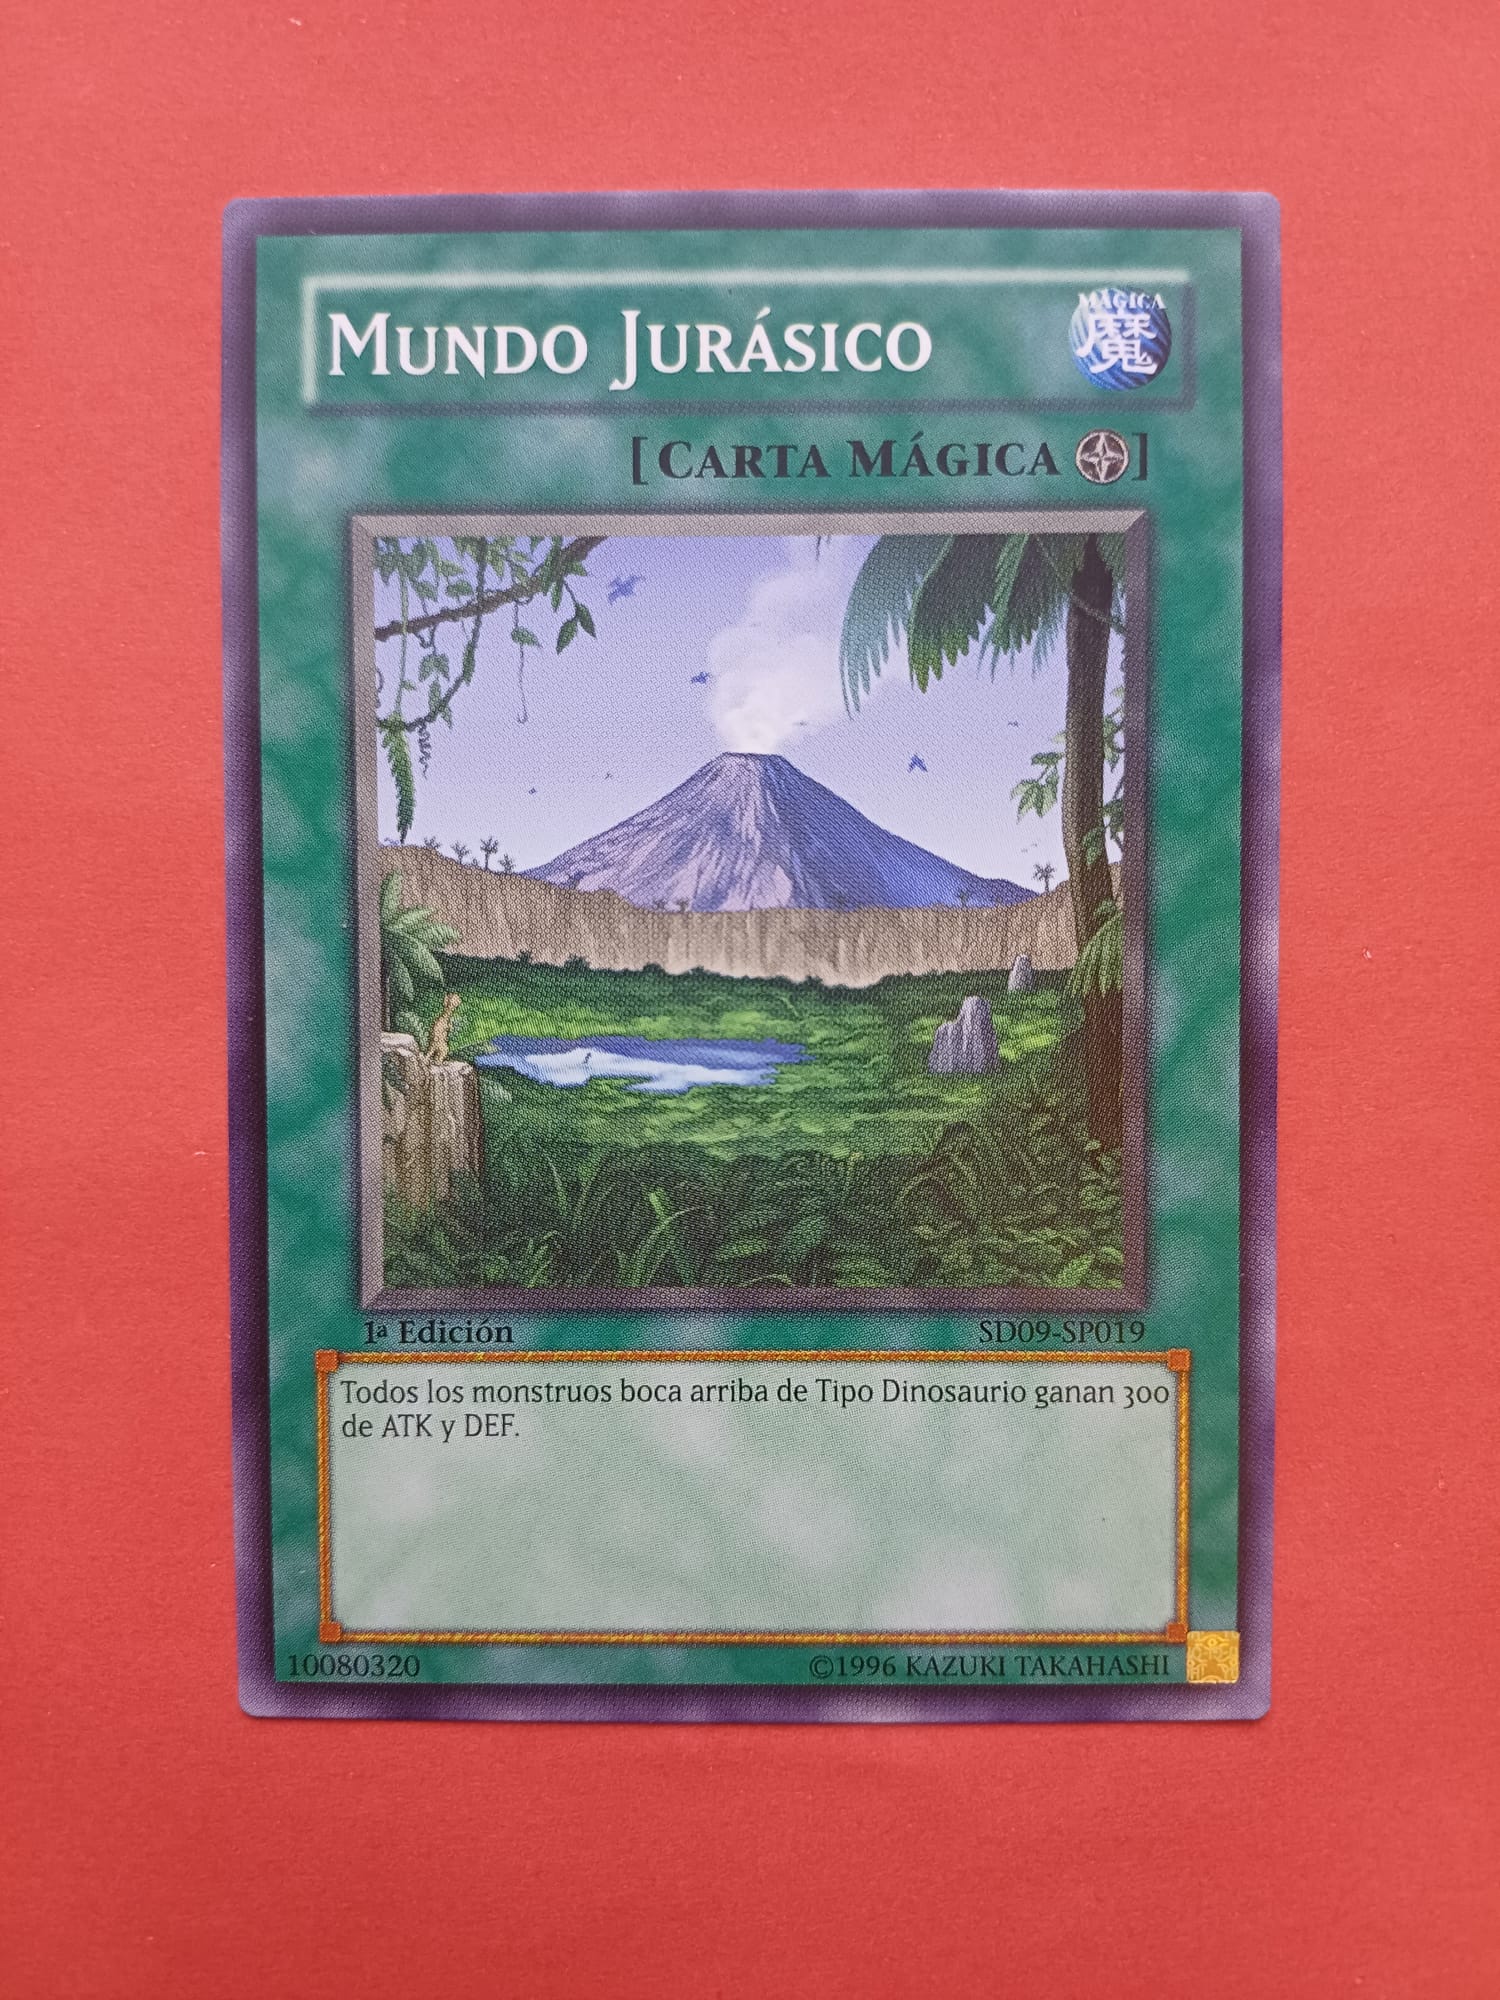 MUNDO JURÁSICO
MÁGICA
魔
[CARTA MÁGICA]
1ª Edición
SD09-SP019
Todos los monstruos boca arriba de Tipo Dinosaurio ganan 300
de ATK y DEF.
10080320
©1996 KAZUKI TAKAHASHI